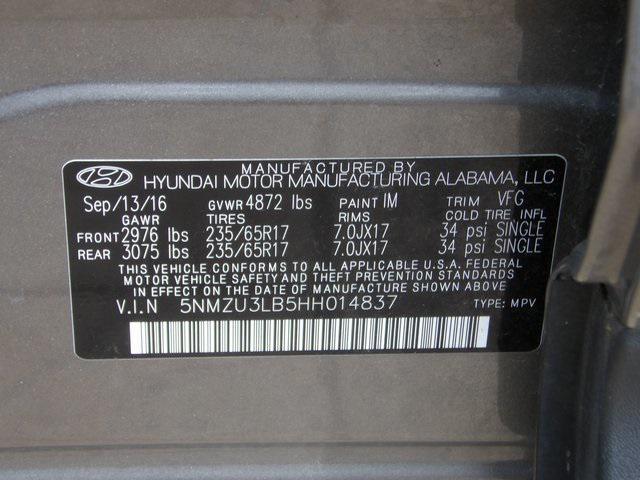 MANUFACTURED BY
HYUNDAI MOTOR MANUFACTURING ALABAMA, LLC
Sep/13/16 GVWR 4872 lbs PAINT IM TRIM VFG
GAWR TIRES RIMS COLD TIRE INFL
FRONT 2976 lbs 235/65R17 7.0JX17 34 psi SINGLE
REAR 3075 lbs 235/65R17 7.0JX17 34 psi SINGLE
THIS VEHICLE CONFORMS TO ALL APPLICABLE U.S.A. FEDERAL
MOTOR VEHICLE SAFETY AND THEFT PREVENTION STANDARDS
IN EFFECT ON THE DATE OF MANUFACTURE SHOWN ABOVE
V.I.N 5NMZU3LB5HH014837 TYPE: MPV